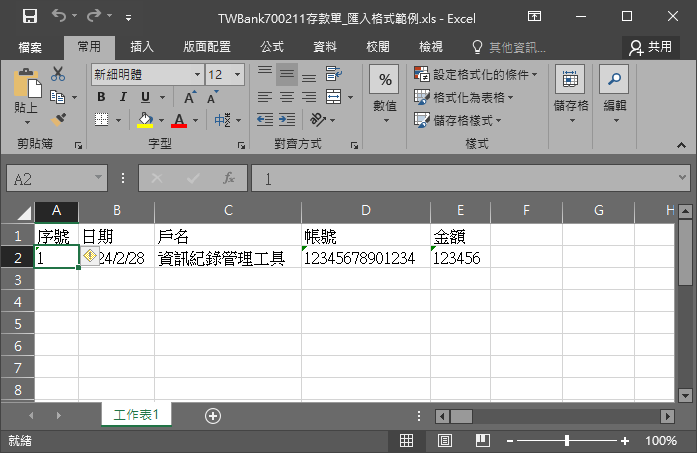 TWBank700211存款單_匯入格式範例.xls - Excel
檔案 常用 插入 版面配置 公式 資料 校閱 檢視 其他資訊... 共用
貼上 新細明體 12 B I U A A A 中 % 數值 設定格式化的條件 格式化為表格 儲存格樣式 儲存格 編輯
剪貼簿 字型 對齊方式 樣式
A2 fx 1
A B C D E F G H
1 序號 日期 戶名 帳號 金額
2 1 24/2/28 資訊紀錄管理工具 12345678901234 123456
3
4
5
6
7
8
工作表1
就緒 100%